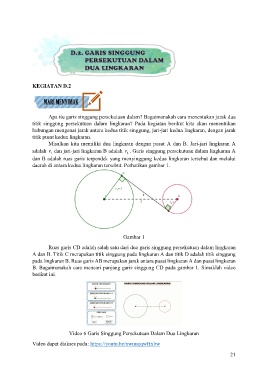 D.2. GARIS SINGGUNG
PERSEKUTUAN DALAM
DUA LINGKARAN
KEGIATAN D.2
MARI MENYIMAK
Apa itu garis singgung persekutuan dalam? Bagaimanakah cara menentukan jarak dua
titik singgung persekutuan dalam lingkaran? Pada kegiatan berikut kita akan menentukan
hubungan mengenai jarak antara kedua titik singgung, jari-jari kedua lingkaran, dengan jarak
titik pusat kedua lingkaran.
Misalkan kita memiliki dua lingkaran dengan pusat A dan B. Jari-jari lingkaran A
adalah r₁ dan jari-jari lingkaran B adalah r₂. Garis singgung persekutuan dalam lingkaran A
dan B adalah ruas garis terpendek yang menyinggung kedua lingkaran tersebut dan melalui
daerah di antara kedua lingkaran tersebut. Perhatikan gambar 1.
Gambar 1
Ruas garis CD adalah salah satu dari dua garis singgung persekutuan dalam lingkaran
A dan B. Titik C merupakan titik singgung pada lingkaran A dan titik D adalah titik singgung
pada lingkaran B. Ruas garis AB merupakan jarak antara pusat lingkaran A dan pusat lingkaran
B. Bagaimanakah cara mencari panjang garis singgung CD pada gambar 1. Simaklah video
berikut ini.
Video 6 Garis Singgung Persekutuan Dalam Dua Lingkaran
Video dapat diakses pada:
21